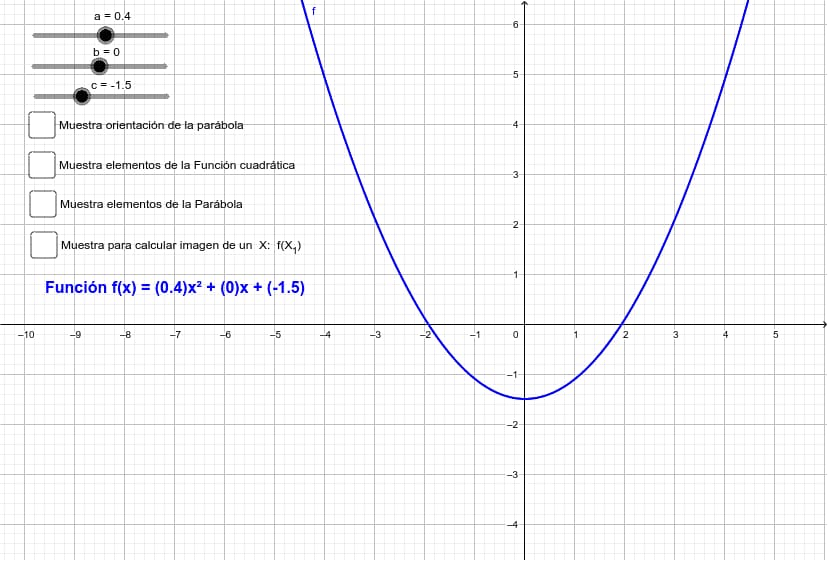 a = 0.4
b = 0
c = -1.5
Muestra orientación de la parábola
Muestra elementos de la Función cuadrática
Muestra elementos de la Parábola
Muestra para calcular imagen de un X: f(X₁)
Función f(x) = (0.4)x² + (0)x + (-1.5)
f
6
5
4
3
2
1
–10 –9 –8 –7 –6 –5 –4 –3 –2 –1 0 1 2 3 4 5
–1
–2
–3
–4